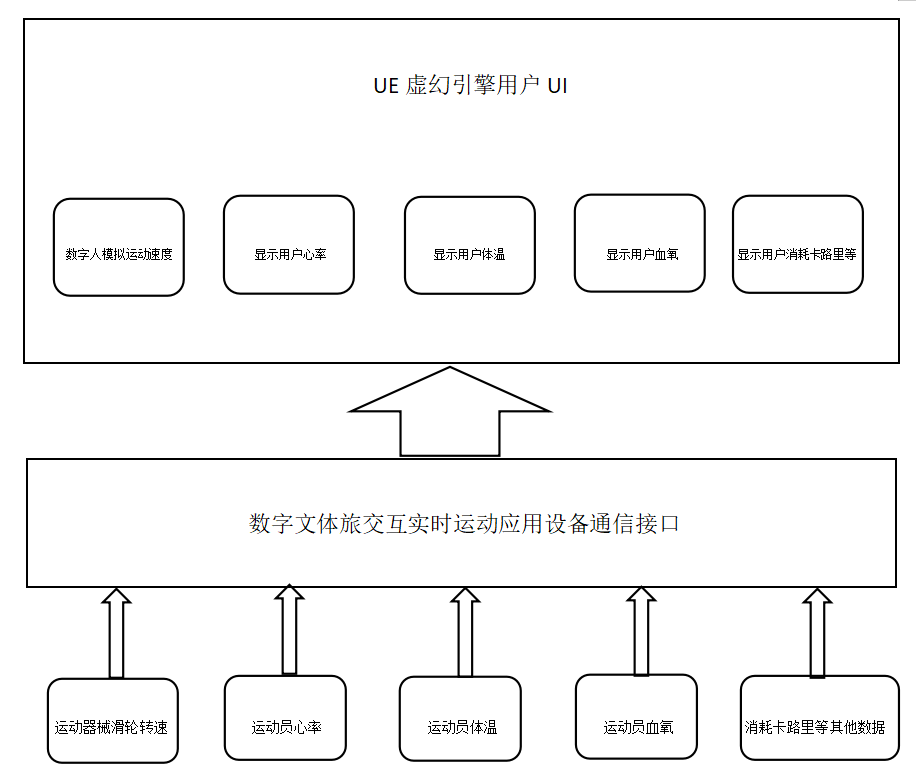 UE 虚幻引擎用户 UI
数字人模拟运动速度
显示用户心率
显示用户体温
显示用户血氧
显示用户消耗卡路里等
数字文体旅交互实时运动应用设备通信接口
运动器械滑轮转速
运动员心率
运动员体温
运动员血氧
消耗卡路里等其他数据